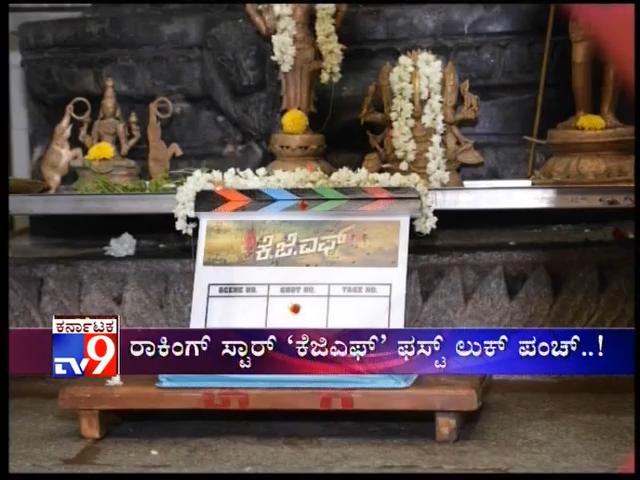 ಕೆ.ಜಿ.ಎಫ್
SCENE NO. SHOT NO. TAKE NO.
ಕರ್ನಾಟಕ
TV9
ರಾಕಿಂಗ್ ಸ್ಟಾರ್ ‘ಕೆಜಿಎಫ್’ ಫಸ್ಟ್ ಲುಕ್ ಪಂಚ್..!